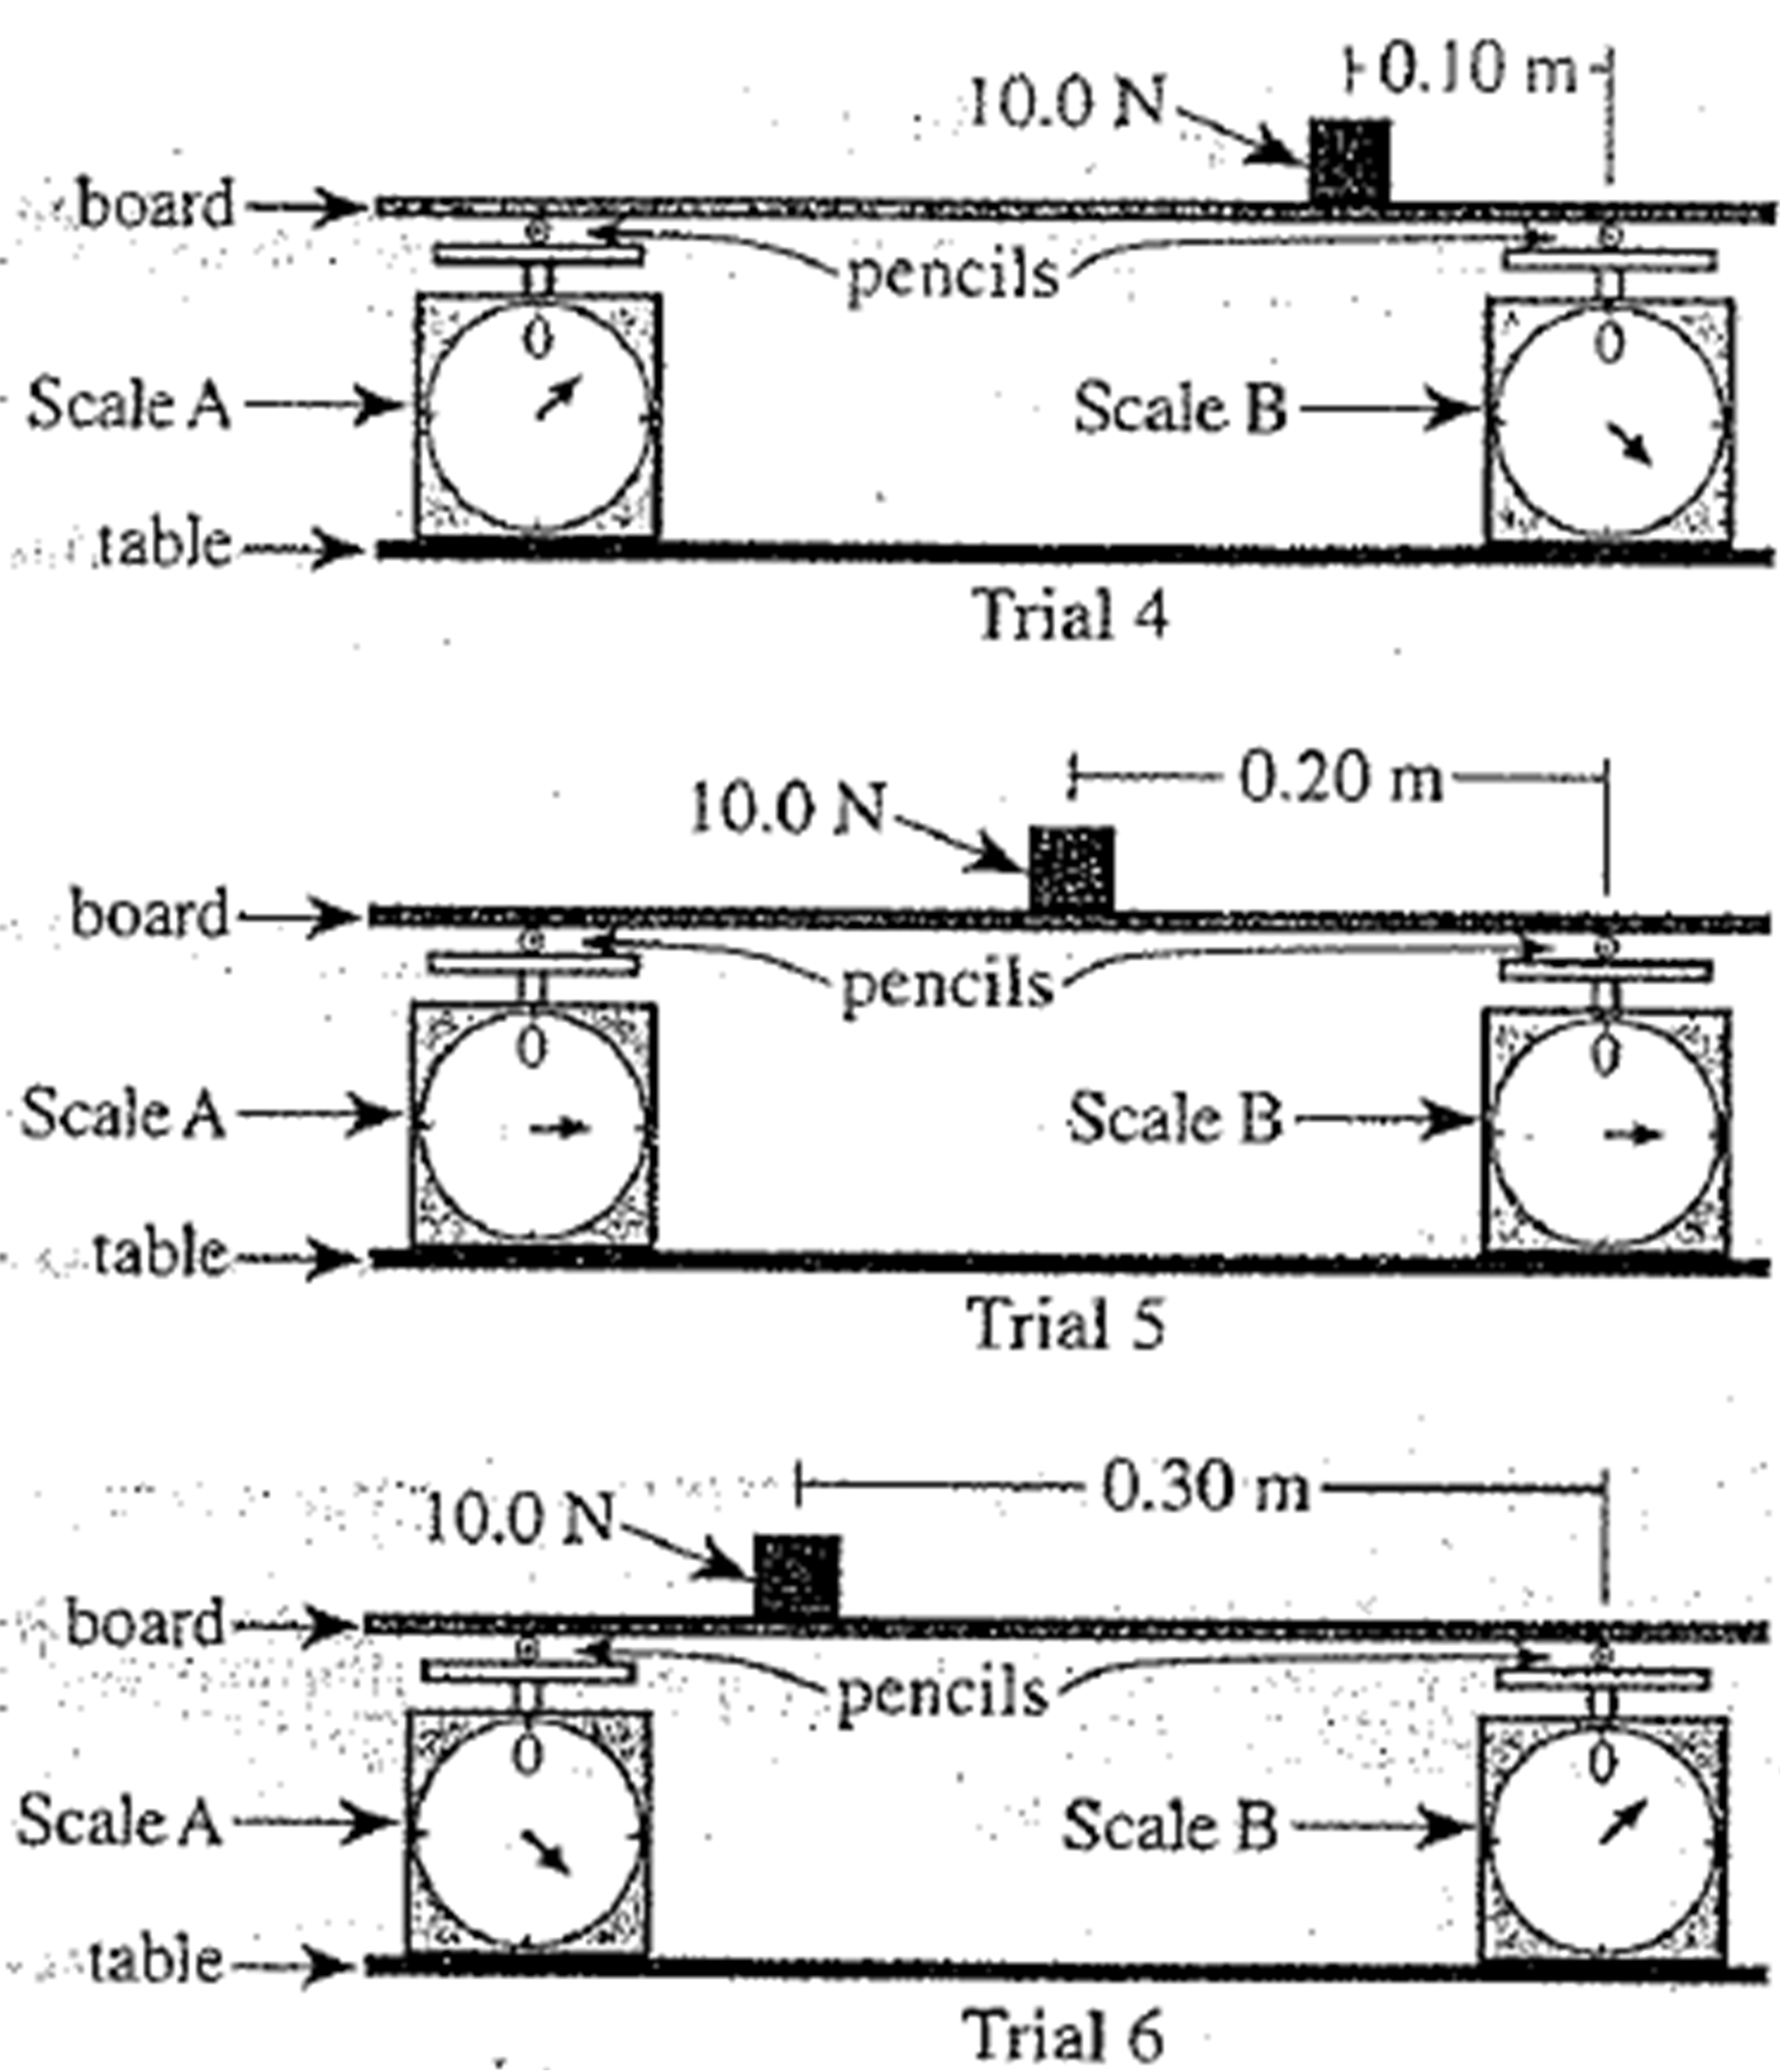 0.10 m
10.0 N
board
pencils
0
0
Scale A
Scale B
table
Trial 4
0.20 m
10.0 N
board
pencils
0
0
Scale A
Scale B
table
Trial 5
0.30 m
10.0 N
board
pencils
0
0
Scale A
Scale B
table
Trial 6